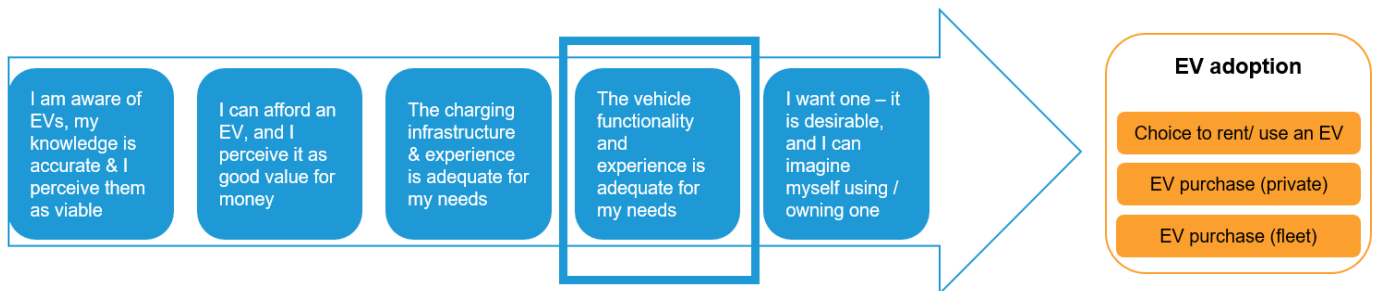 I am aware of
EVs, my
knowledge is
accurate & I
perceive them
as viable
I can afford an
EV, and I
perceive it as
good value for
money
The charging
infrastructure
& experience
is adequate for
my needs
The vehicle
functionality
and
experience is
adequate for
my needs
I want one – it
is desirable,
and I can
imagine
myself using /
owning one
EV adoption
Choice to rent/ use an EV
EV purchase (private)
EV purchase (fleet)